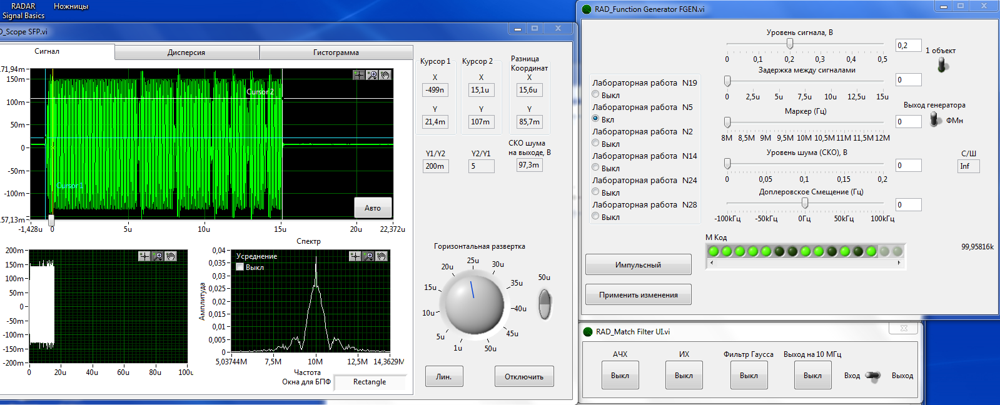 RADAR
Signal Basics
Ножницы
D_Scope SFP.vi
Сигнал
Дисперсия
Гистограмма
71,94m
150m
100m
50m
0
-50m
-100m
57,13m
Cursor 2
Cursor 1
Авто
-1,428u 0 5u 10u 15u 20u 22,372u
Курсор 1
X
-499n
Y
21,4m
Курсор 2
X
15,1u
Y
107m
Разница
Координат
X
15,6u
Y
85,7m
Y1/Y2
200m
Y2/Y1
5
СКО шума
на выходе, В
97,3m
200m
150m
100m
50m
0
-50m
-100m
-150m
-200m
0 20u 40u 60u 80u 100u
Спектр
Усреднение
Выкл
Амплитуда
0,04
0,035
0,03
0,025
0,02
0,015
0,01
0,005
0
5,03744M 7,5M 10M 12,5M 14,3629M
Частота
Окна для БПФ
Rectangle
Горизонтальная развертка
1u 5u 10u 15u 20u 25u 30u 35u 40u 45u 50u
50u
Лин.
Отключить
RAD_Function Generator FGEN.vi
Лабораторная работа N19
Выкл
Лабораторная работа N5
Вкл
Лабораторная работа N2
Выкл
Лабораторная работа N14
Выкл
Лабораторная работа N24
Выкл
Лабораторная работа N28
Выкл
Импульсный
Применить изменения
Уровень сигнала, В
0 0,1 0,2 0,3 0,4 0,5
0,2
1 объект
Задержка между сигналами
0 2,5u 5u 7,5u 10u 12,5u 15u
0
Маркер (Гц)
8M 8,5M 9M 9,5M 10M 10,5M 11M 11,5M 12M
0
Выход генератора
ФМн
Уровень шума (СКО), В
0 0,05 0,1 0,15 0,2
0
С/Ш
Inf
Доплеровское Смещение (Гц)
-100кГц -50кГц 0Гц 50кГц 100кГц
0
М Код
99,95816k
RAD_Match Filter UI.vi
АЧХ
Выкл
ИХ
Выкл
Фильтр Гаусса
Выкл
Выход на 10 МГц
Выкл
Вход
Выход